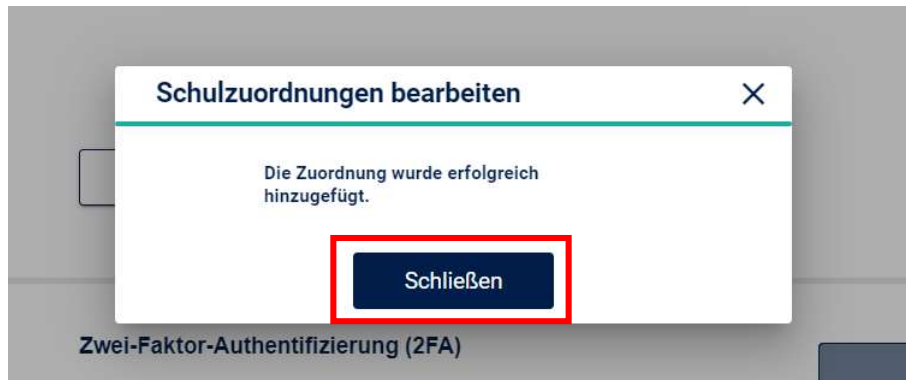 Schulzuordnungen bearbeiten
Die Zuordnung wurde erfolgreich
hinzugefügt.
Schließen
Zwei-Faktor-Authentifizierung (2FA)